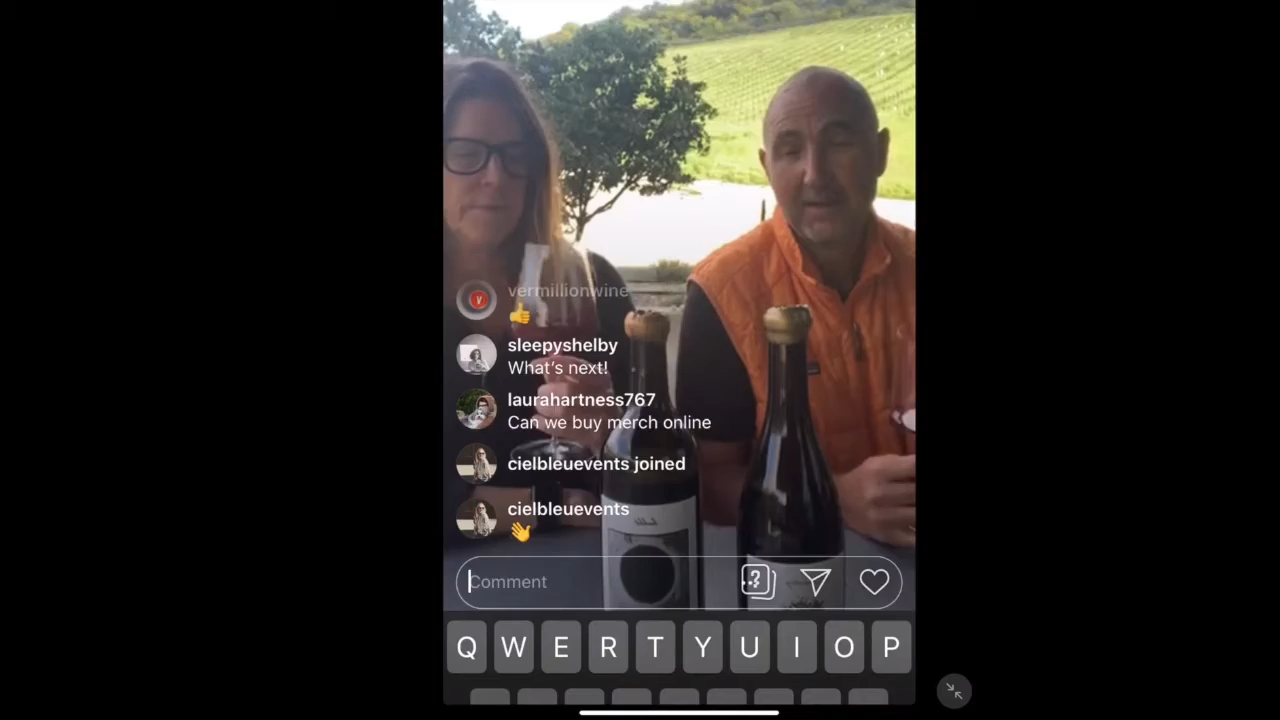 vermillionwine
👍
sleepyshelby
What's next!
laurahartness767
Can we buy merch online
cielbleuevents joined
cielbleuevents
👋
Comment
Q W E R T Y U I O P